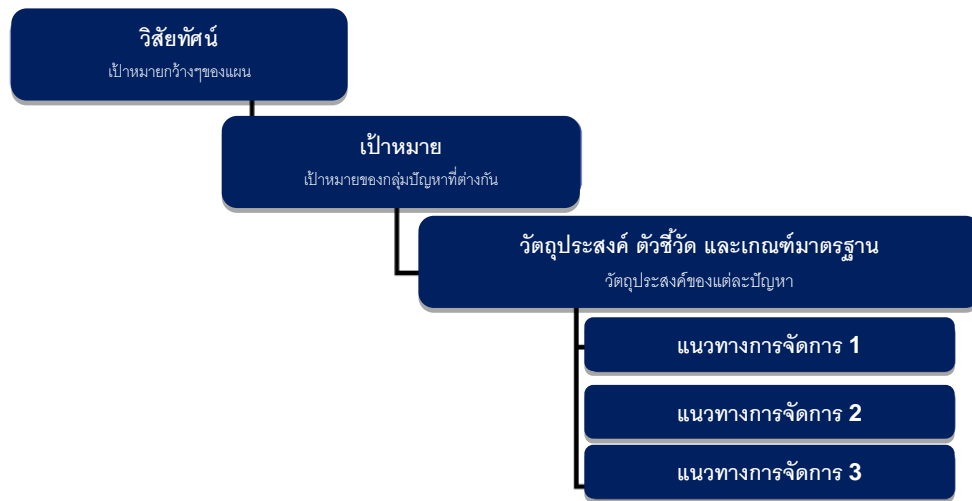 วิสัยทัศน์
เป้าหมายกว้างๆของแผน
เป้าหมาย
เป้าหมายของกลุ่มปัญหาที่ต่างกัน
วัตถุประสงค์ ตัวชี้วัด และเกณฑ์มาตรฐาน
วัตถุประสงค์ของแต่ละปัญหา
แนวทางการจัดการ 1
แนวทางการจัดการ 2
แนวทางการจัดการ 3